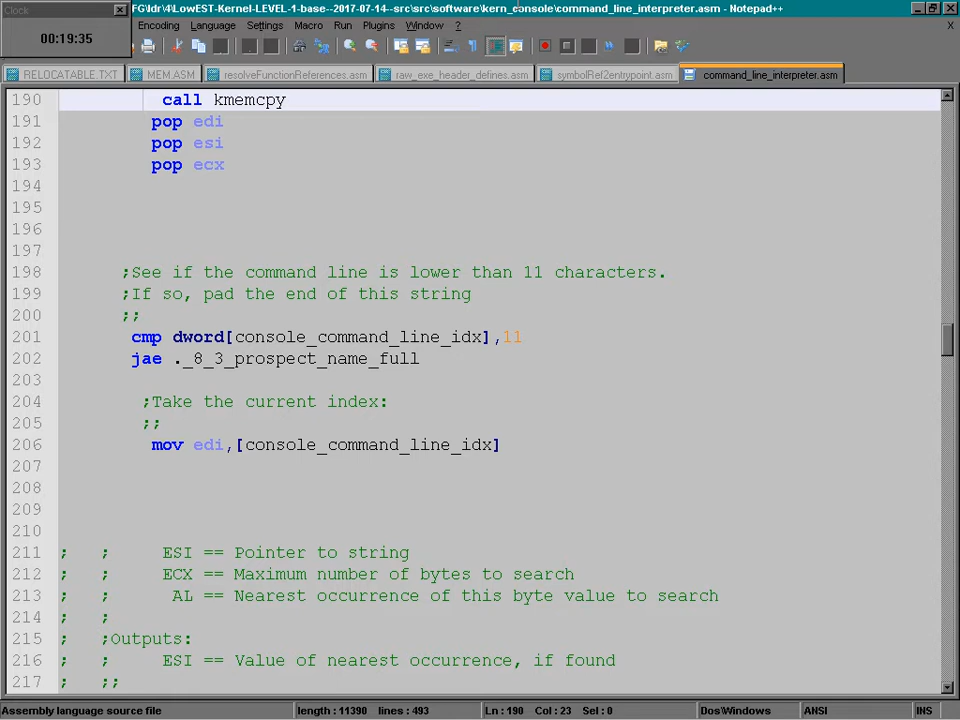 Clock
FG\ldr\4\LowEST-Kernel-LEVEL-1-base--2017-07-14--src\src\software\kern_console\command_line_interpreter.asm - Notepad++
00:19:35
Encoding Language Settings Macro Run Plugins Window X
RELOCATABLE.TXT MEM.ASM resolveFunctionReferences.asm raw_exe_header_defines.asm symbolRef2entrypoint.asm command_line_interpreter.asm
190 call kmemcpy
191 pop edi
192 pop esi
193 pop ecx
194
195
196
197
198 ;See if the command line is lower than 11 characters.
199 ;If so, pad the end of this string
200 ;;
201 cmp dword[console_command_line_idx],11
202 jae ._8_3_prospect_name_full
203
204 ;Take the current index:
205 ;;
206 mov edi,[console_command_line_idx]
207
208
209
210
211 ; ; ESI == Pointer to string
212 ; ; ECX == Maximum number of bytes to search
213 ; ; AL == Nearest occurrence of this byte value to search
214 ; ;
215 ; ;Outputs:
216 ; ; ESI == Value of nearest occurrence, if found
217 ; ;;
Assembly language source file length : 11390 lines : 493 Ln : 190 Col : 23 Sel : 0 Dos\Windows ANSI INS